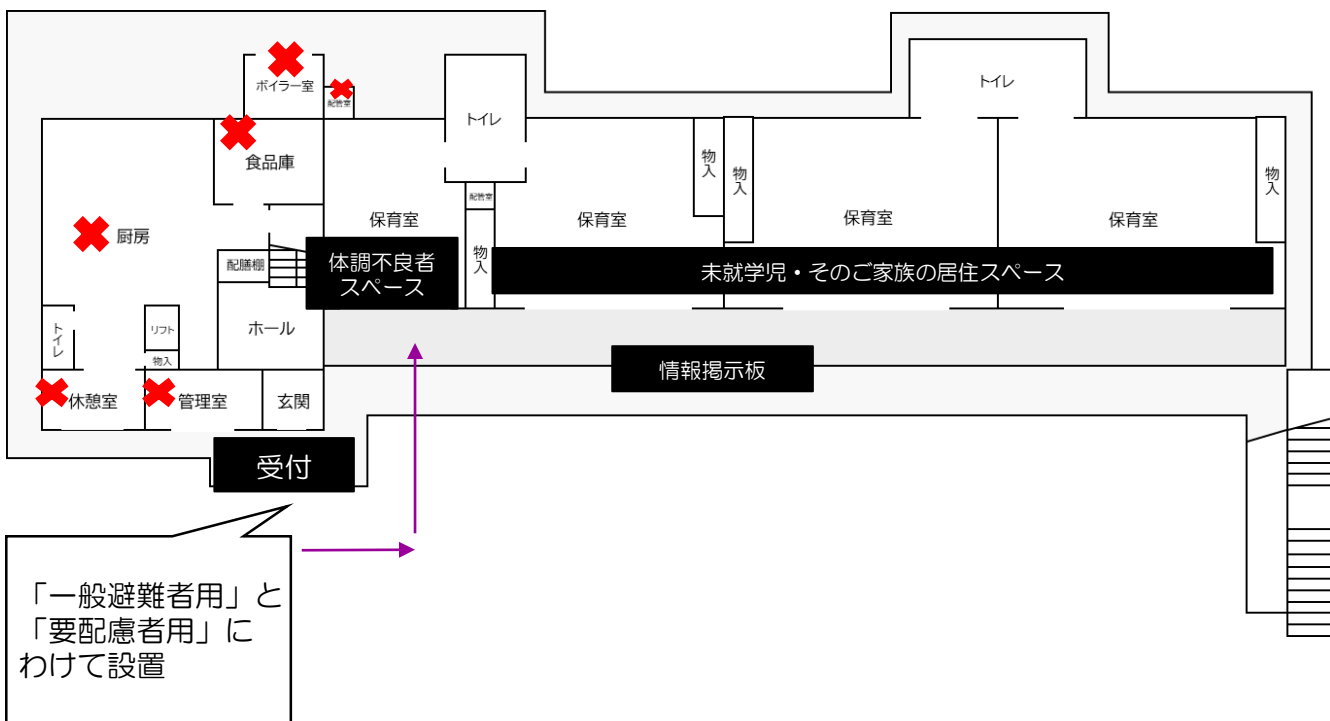 ボイラー室
配管室
トイレ
トイレ
食品庫
物入
物入
物入
配管室
厨房
保育室
保育室
保育室
保育室
物入
配膳棚
体調不良者
スペース
未就学児・そのご家族の居住スペース
トイレ
リフト
ホール
物入
情報掲示板
休憩室
管理室
玄関
受付
「一般避難者用」と
「要配慮者用」に
わけて設置